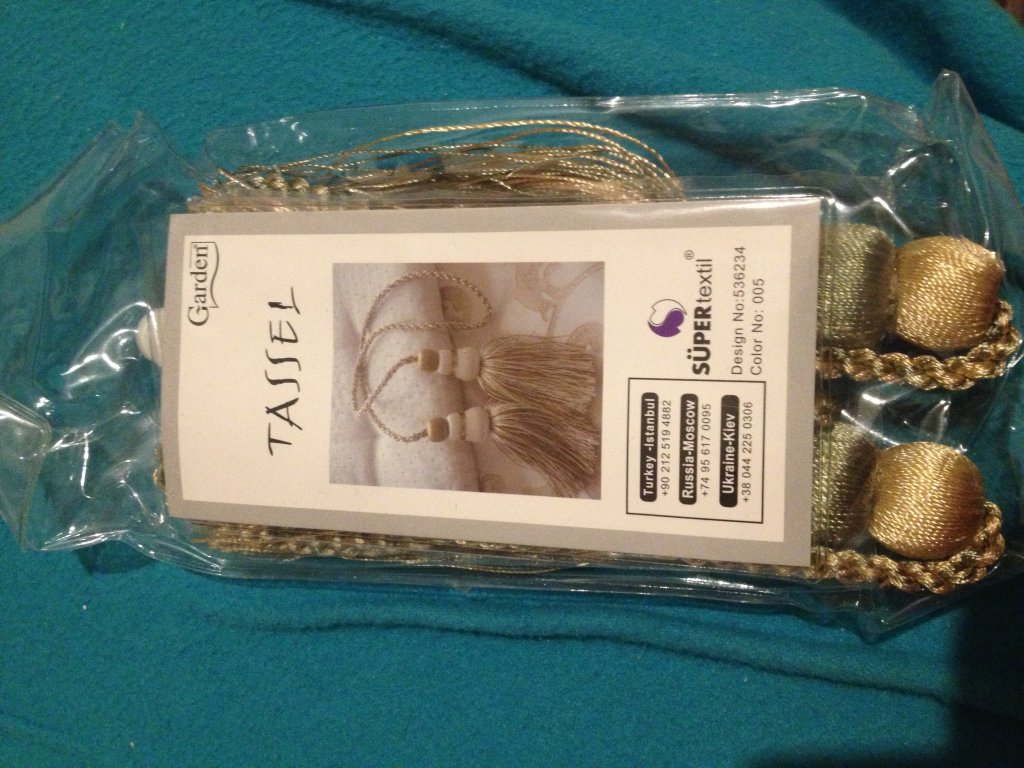 Garden®
TASSEL
SÜPERtextil®
Design No:536234
Color No: 005
Turkey -Istanbul
+90 212 519 4882
Russia-Moscow
+74 95 617 0095
Ukraine-Kiev
+38 044 225 0306